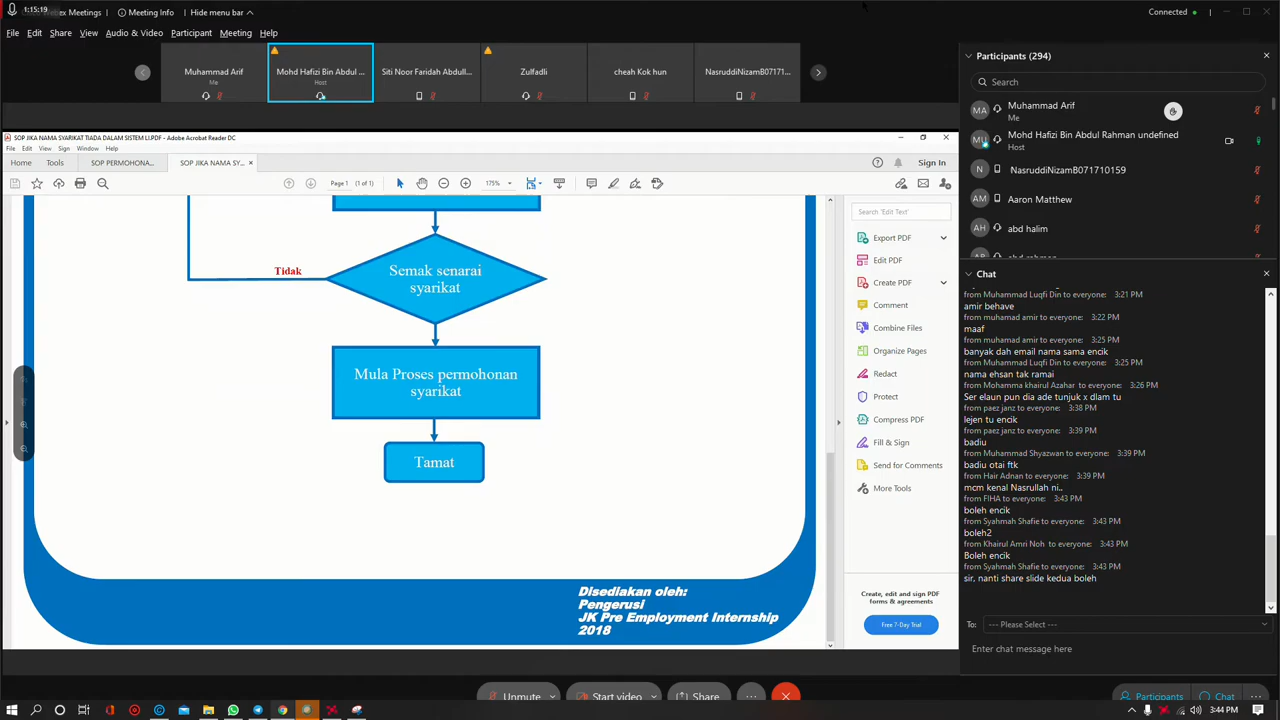 1:15:19
Webex Meetings
Meeting Info
Hide menu bar
Connected
File Edit Share View Audio & Video Participant Meeting Help
Muhammad Arif
Me
Mohd Hafizi Bin Abdul ...
Host
Siti Noor Faridah Abdull...
Zulfadli
cheah Kok hun
NasruddiNizamB07171...
SOP JIKA NAMA SYARIKAT TIADA DALAM SISTEM LI.PDF - Adobe Acrobat Reader DC
File Edit View Sign Window Help
Home Tools SOP PERMOHONA... SOP JIKA NAMA SY... × Sign In
Page 1 (1 of 1) 175%
Tidak
Semak senarai
syarikat
Mula Proses permohonan
syarikat
Tamat
Disediakan oleh:
Pengerusi
JK Pre Employment Internship
2018
Search 'Edit Text'
Export PDF
Edit PDF
Create PDF
Comment
Combine Files
Organize Pages
Redact
Protect
Compress PDF
Fill & Sign
Send for Comments
More Tools
Create, edit and sign PDF
forms & agreements
Free 7-Day Trial
Participants (294)
Search
MA Muhammad Arif
Me
MU Mohd Hafizi Bin Abdul Rahman undefined
Host
N NasruddiNizamB071710159
AM Aaron Matthew
AH abd halim
Chat
from Muhammad Luqfi Din to everyone: 3:21 PM
amir behave
from muhamad amir to everyone: 3:22 PM
maaf
from muhamad amir to everyone: 3:25 PM
banyak dah email nama sama encik
from Muhammad Luqfi Din to everyone: 3:25 PM
nama ehsan tak ramai
from Mohamma khairul Azahar to everyone: 3:26 PM
Ser elaun pun dia ade tunjuk x dlam tu
from paez janz to everyone: 3:38 PM
lejen tu encik
from paez janz to everyone: 3:39 PM
badiu
from Muhammad Shyazwan to everyone: 3:39 PM
badiu otai ftk
from Hair Adnan to everyone: 3:39 PM
mcm kenal Nasrullah ni..
from FIHA to everyone: 3:43 PM
boleh encik
from Syahmah Shafie to everyone: 3:43 PM
boleh2
from Khairul Amri Noh to everyone: 3:43 PM
Boleh encik
from Syahmah Shafie to everyone: 3:43 PM
sir, nanti share slide kedua boleh
To: --- Please Select ---
Enter chat message here
Unmute Start video Share
Participants Chat
3:44 PM